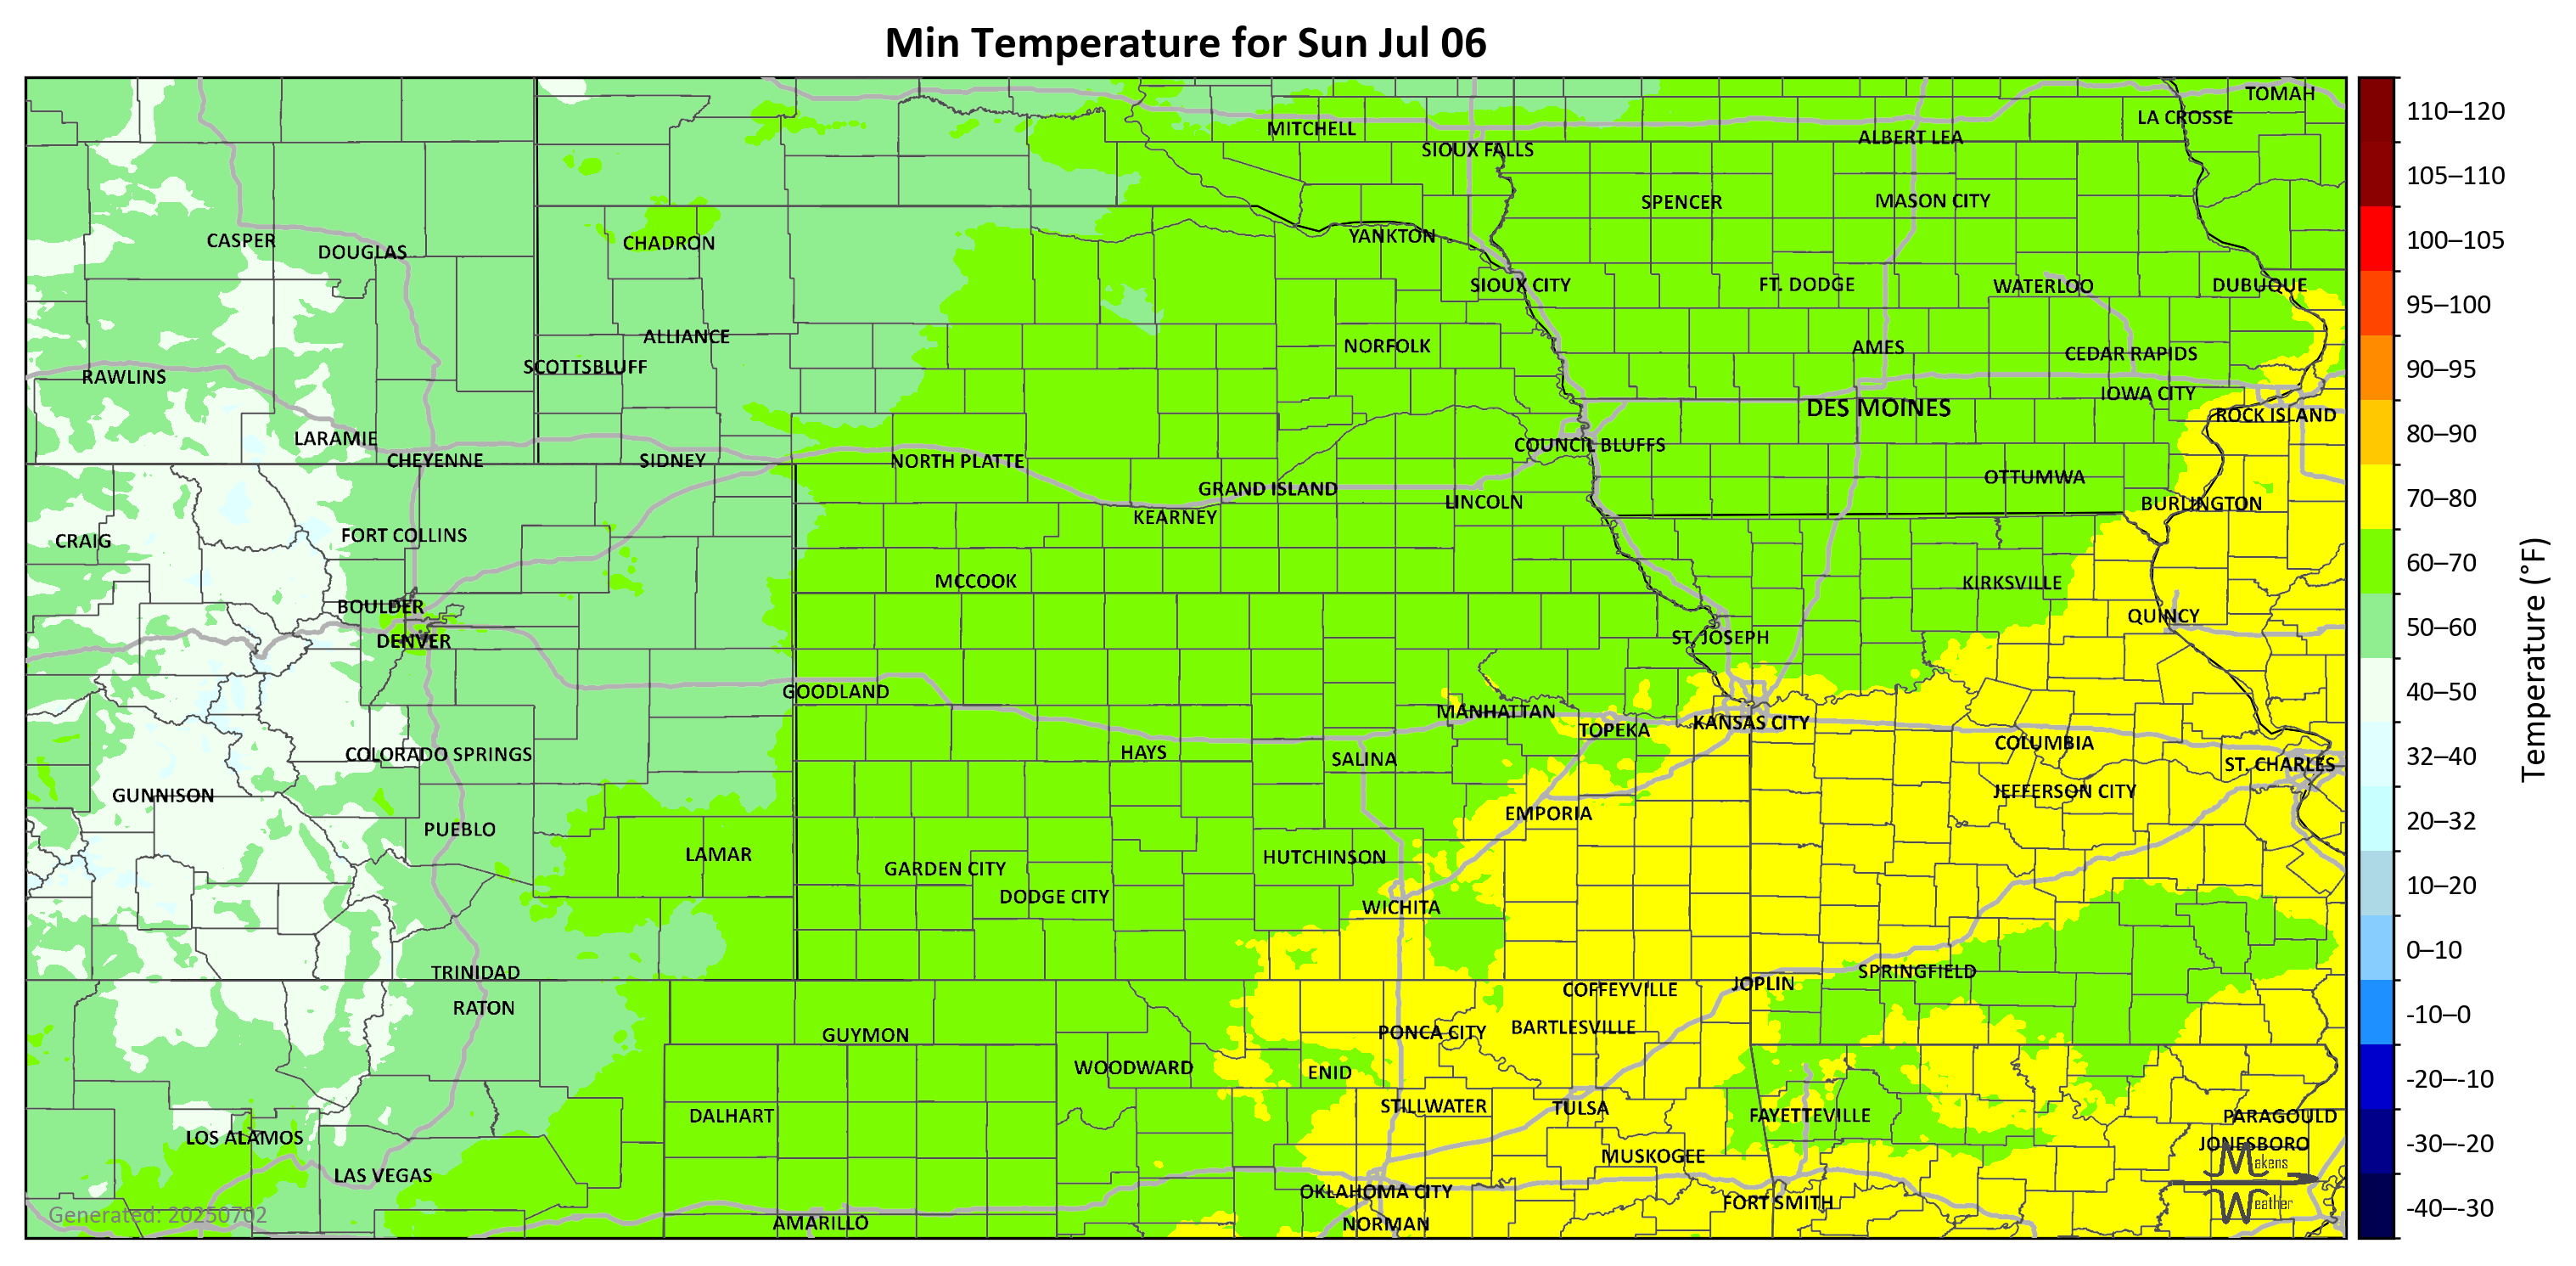 Min Temperature for Sun Jul 06
TOMAH
LA CROSSE
MITCHELL
ALBERT LEA
SIOUX FALLS
SPENCER
MASON CITY
CASPER
DOUGLAS
CHADRON
YANKTON
SIOUX CITY
FT. DODGE
WATERLOO
DUBUQUE
ALLIANCE
NORFOLK
AMES
CEDAR RAPIDS
SCOTTSBLUFF
RAWLINS
IOWA CITY
DES MOINES
ROCK ISLAND
LARAMIE
COUNCIL BLUFFS
CHEYENNE
SIDNEY
NORTH PLATTE
OTTUMWA
GRAND ISLAND
LINCOLN
BURLINGTON
KEARNEY
CRAIG
FORT COLLINS
MCCOOK
KIRKSVILLE
BOULDER
QUINCY
DENVER
ST. JOSEPH
GOODLAND
MANHATTAN
KANSAS CITY
TOPEKA
COLORADO SPRINGS
HAYS
SALINA
COLUMBIA
ST. CHARLES
GUNNISON
JEFFERSON CITY
EMPORIA
PUEBLO
LAMAR
HUTCHINSON
GARDEN CITY
DODGE CITY
WICHITA
TRINIDAD
SPRINGFIELD
JOPLIN
COFFEYVILLE
RATON
GUYMON
PONCA CITY
BARTLESVILLE
WOODWARD
ENID
STILLWATER
TULSA
DALHART
FAYETTEVILLE
PARAGOULD
LOS ALAMOS
JONESBORO
MUSKOGEE
LAS VEGAS
OKLAHOMA CITY
FORT SMITH
AMARILLO
NORMAN
Generated: 20250702
Makens
Weather
110–120
105–110
100–105
95–100
90–95
80–90
70–80
60–70
50–60
40–50
32–40
20–32
10–20
0–10
-10–0
-20–-10
-30–-20
-40–-30
Temperature (°F)